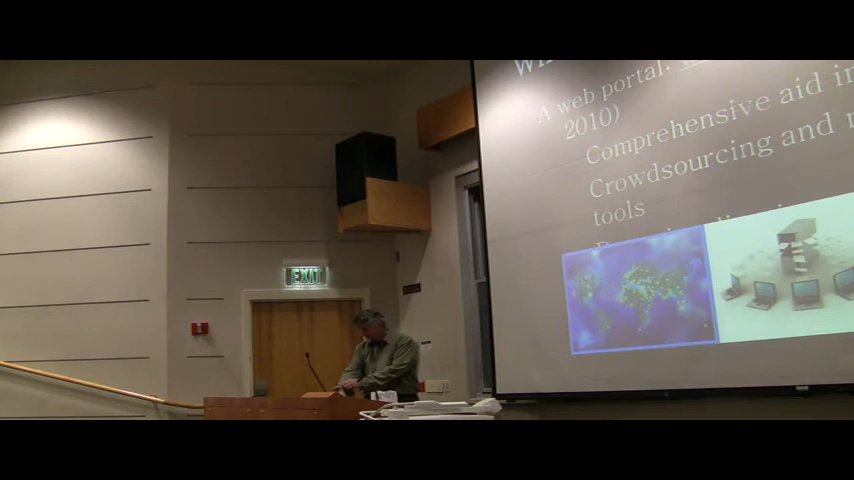 A web portal:
2010)
Comprehensive aid in
Crowdsourcing and
tools
EXIT